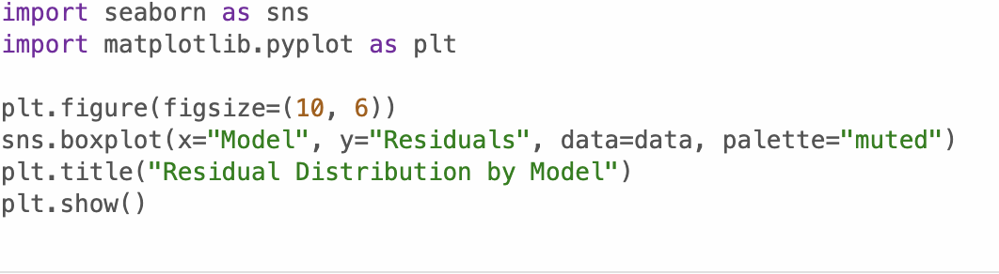 import seaborn as sns
import matplotlib.pyplot as plt

plt.figure(figsize=(10, 6))
sns.boxplot(x="Model", y="Residuals", data=data, palette="muted")
plt.title("Residual Distribution by Model")
plt.show()